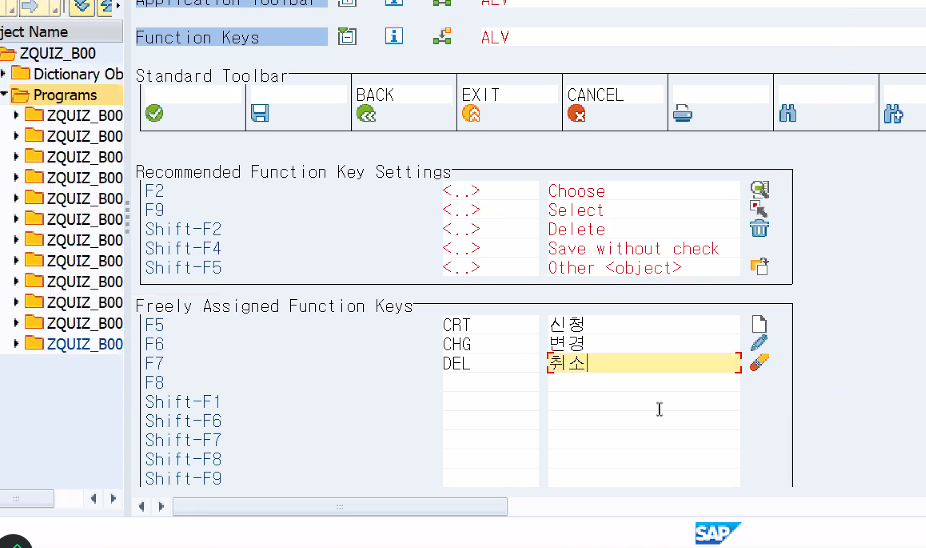 Application Toolbar ALV
ject Name
Function Keys ALV
ZQUIZ_B00
Dictionary Ob
Programs
ZQUIZ_B00
ZQUIZ_B00
ZQUIZ_B00
ZQUIZ_B00
ZQUIZ_B00
ZQUIZ_B00
ZQUIZ_B00
ZQUIZ_B00
ZQUIZ_B00
ZQUIZ_B00
ZQUIZ_B00
ZQUIZ_B00
Standard Toolbar
BACK EXIT CANCEL
Recommended Function Key Settings
F2 <..> Choose
F9 <..> Select
Shift-F2 <..> Delete
Shift-F4 <..> Save without check
Shift-F5 <..> Other <object>
Freely Assigned Function Keys
F5 CRT 신청
F6 CHG 변경
F7 DEL 취소
F8
Shift-F1
Shift-F6
Shift-F7
Shift-F8
Shift-F9
SAP